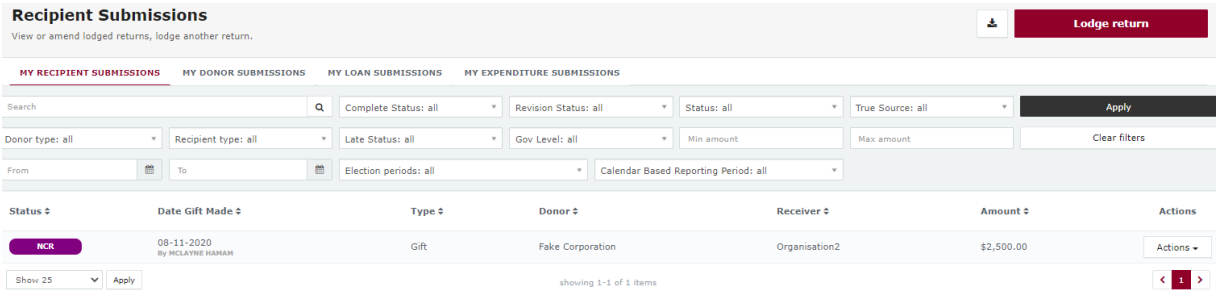 Recipient Submissions
View or amend lodged returns, lodge another return.
Lodge return
MY RECIPIENT SUBMISSIONS MY DONOR SUBMISSIONS MY LOAN SUBMISSIONS MY EXPENDITURE SUBMISSIONS
Search Complete Status: all Revision Status: all Status: all True Source: all Apply
Donor type: all Recipient type: all Late Status: all Gov Level: all Min amount Max amount Clear filters
From To Election periods: all Calendar Based Reporting Period: all
Status Date Gift Made Type Donor Receiver Amount Actions
NCR 08-11-2020 Gift Fake Corporation Organisation2 $2,500.00 Actions
By MCLAYNE HAMAM
Show 25 Apply showing 1-1 of 1 items < 1 >